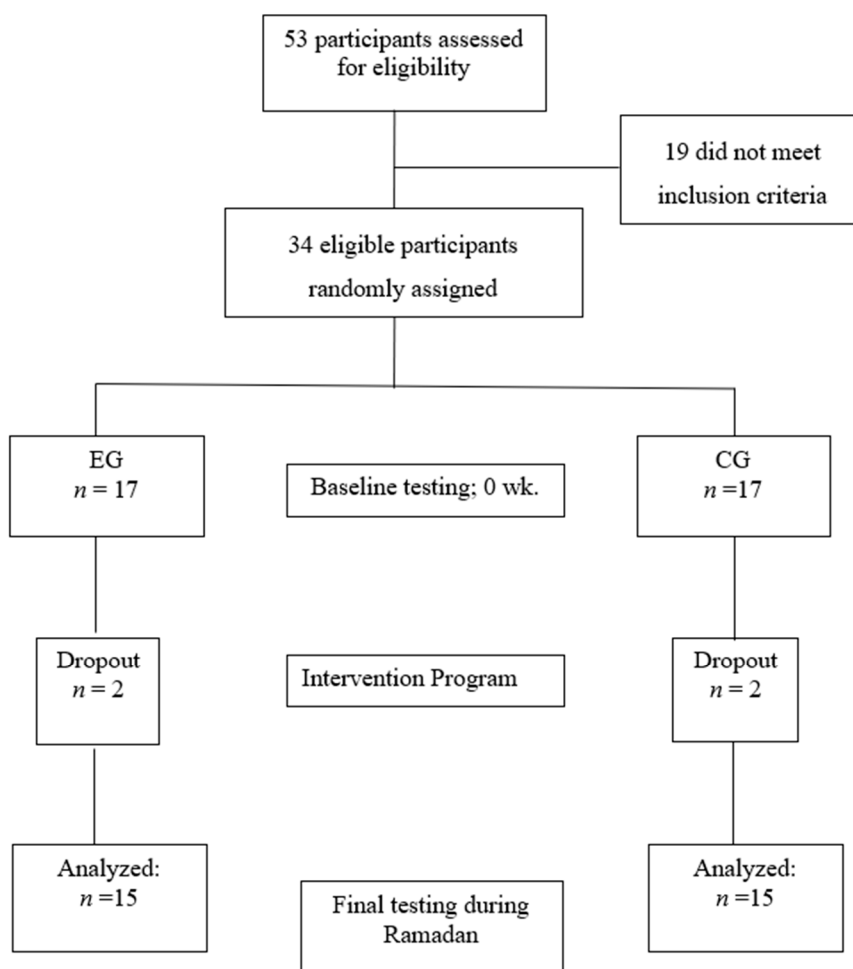 53 participants assessed
for eligibility
19 did not meet
inclusion criteria
34 eligible participants
randomly assigned
EG
n = 17
Baseline testing; 0 wk.
CG
n =17
Dropout
n = 2
Intervention Program
Dropout
n = 2
Analyzed:
n =15
Final testing during
Ramadan
Analyzed:
n =15